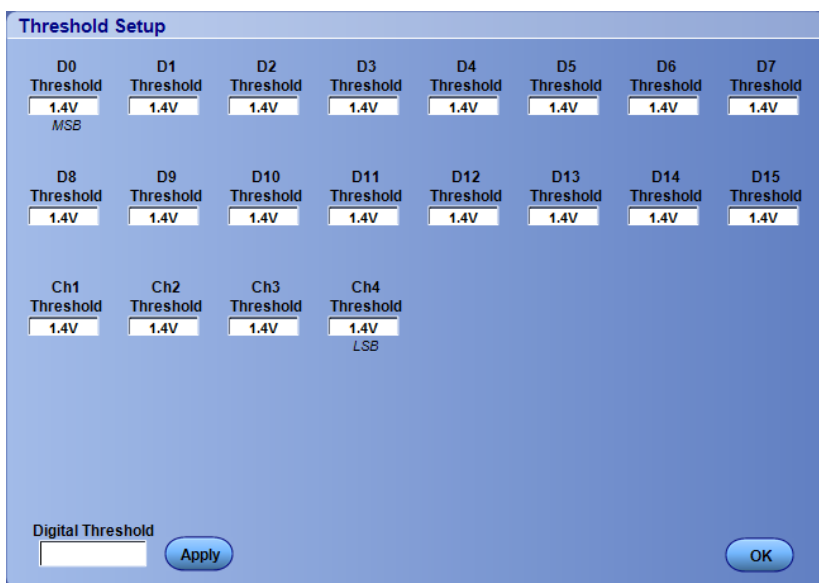 Threshold Setup
D0 D1 D2 D3 D4 D5 D6 D7
Threshold Threshold Threshold Threshold Threshold Threshold Threshold Threshold
1.4V 1.4V 1.4V 1.4V 1.4V 1.4V 1.4V 1.4V
MSB
D8 D9 D10 D11 D12 D13 D14 D15
Threshold Threshold Threshold Threshold Threshold Threshold Threshold Threshold
1.4V 1.4V 1.4V 1.4V 1.4V 1.4V 1.4V 1.4V
Ch1 Ch2 Ch3 Ch4
Threshold Threshold Threshold Threshold
1.4V 1.4V 1.4V 1.4V
LSB
Digital Threshold
Apply OK